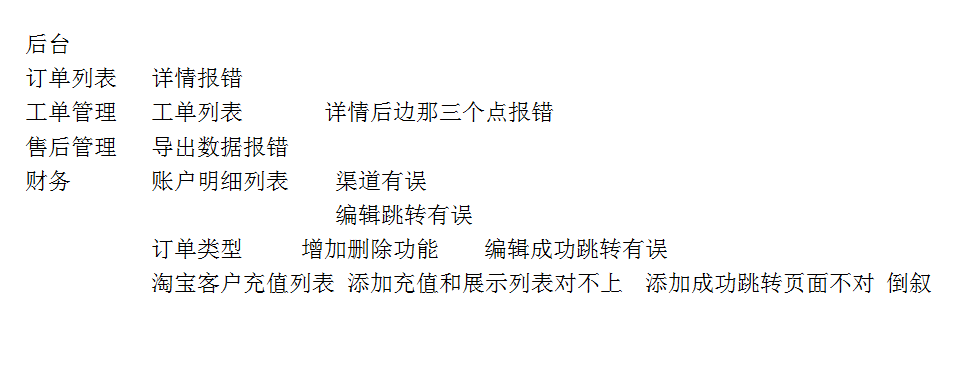 后台
订单列表 详情报错
工单管理 工单列表 详情后边那三个点报错
售后管理 导出数据报错
财务 账户明细列表 渠道有误
编辑跳转有误
订单类型 增加删除功能 编辑成功跳转有误
淘宝客户充值列表 添加充值和展示列表对不上 添加成功跳转页面不对 倒叙